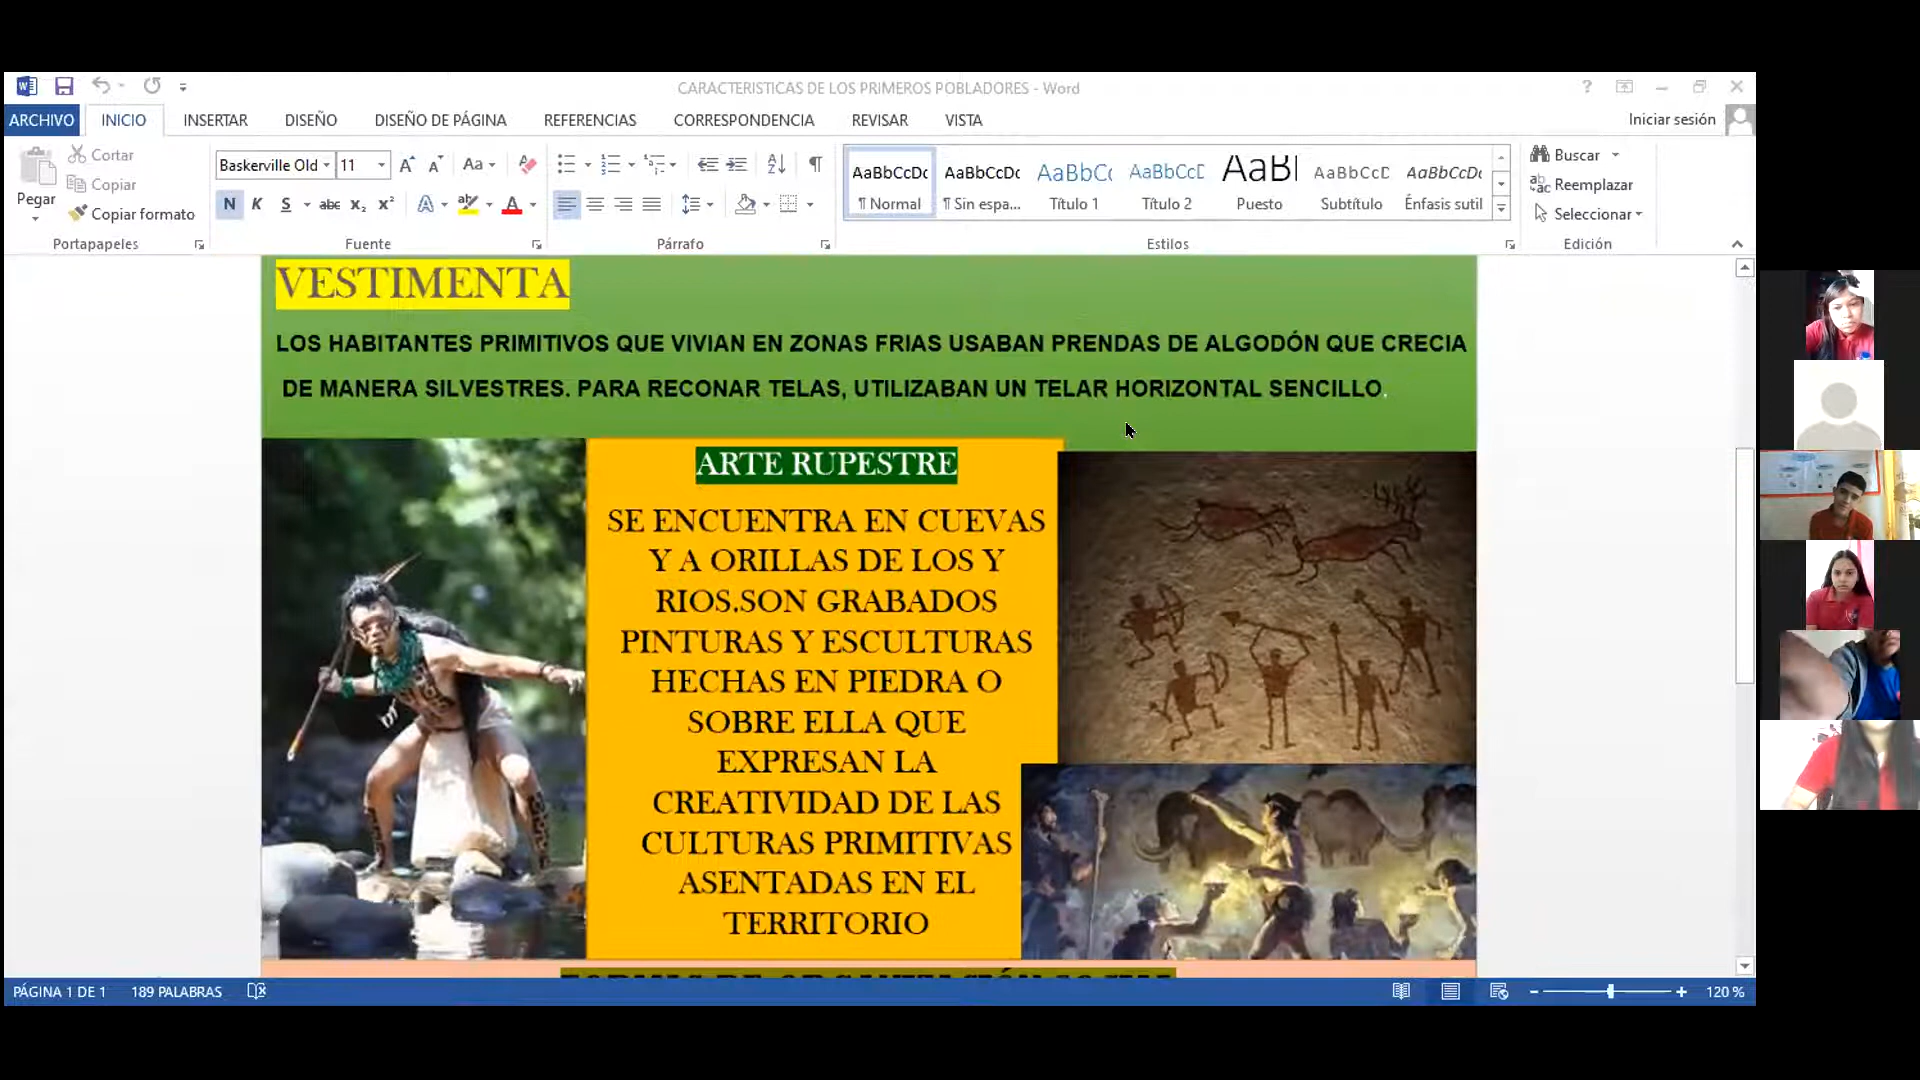 CARACTERISTICAS DE LOS PRIMEROS POBLADORES - Word
ARCHIVO INICIO INSERTAR DISEÑO DISEÑO DE PÁGINA REFERENCIAS CORRESPONDENCIA REVISAR VISTA Iniciar sesión
Pegar
Cortar
Copiar
Copiar formato
Portapapeles
Baskerville Old 11
N K S abc x₂ x²
Fuente
Párrafo
AaBbCcDc AaBbCcDc AaBbCc AaBbCcD AaBl AaBbCcD AaBbCcDc
¶ Normal ¶ Sin espa... Título 1 Título 2 Puesto Subtítulo Énfasis sutil
Estilos
Buscar
Reemplazar
Seleccionar
Edición
VESTIMENTA
LOS HABITANTES PRIMITIVOS QUE VIVIAN EN ZONAS FRIAS USABAN PRENDAS DE ALGODÓN QUE CRECIA
DE MANERA SILVESTRES. PARA RECONAR TELAS, UTILIZABAN UN TELAR HORIZONTAL SENCILLO.
ARTE RUPESTRE
SE ENCUENTRA EN CUEVAS
Y A ORILLAS DE LOS Y
RIOS.SON GRABADOS
PINTURAS Y ESCULTURAS
HECHAS EN PIEDRA O
SOBRE ELLA QUE
EXPRESAN LA
CREATIVIDAD DE LAS
CULTURAS PRIMITIVAS
ASENTADAS EN EL
TERRITORIO
PÁGINA 1 DE 1 189 PALABRAS 120 %